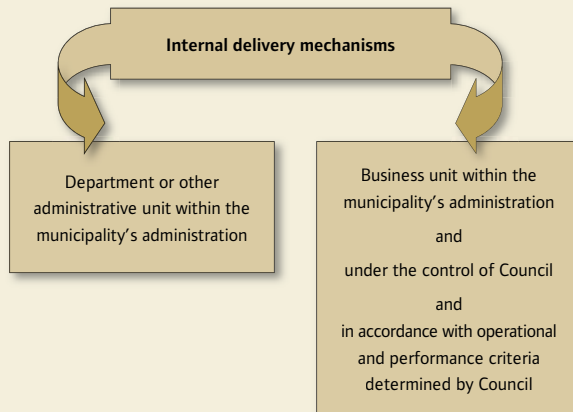 Internal delivery mechanisms
Department or other
administrative unit within the
municipality’s administration
Business unit within the
municipality’s administration
and
under the control of Council
and
in accordance with operational
and performance criteria
determined by Council